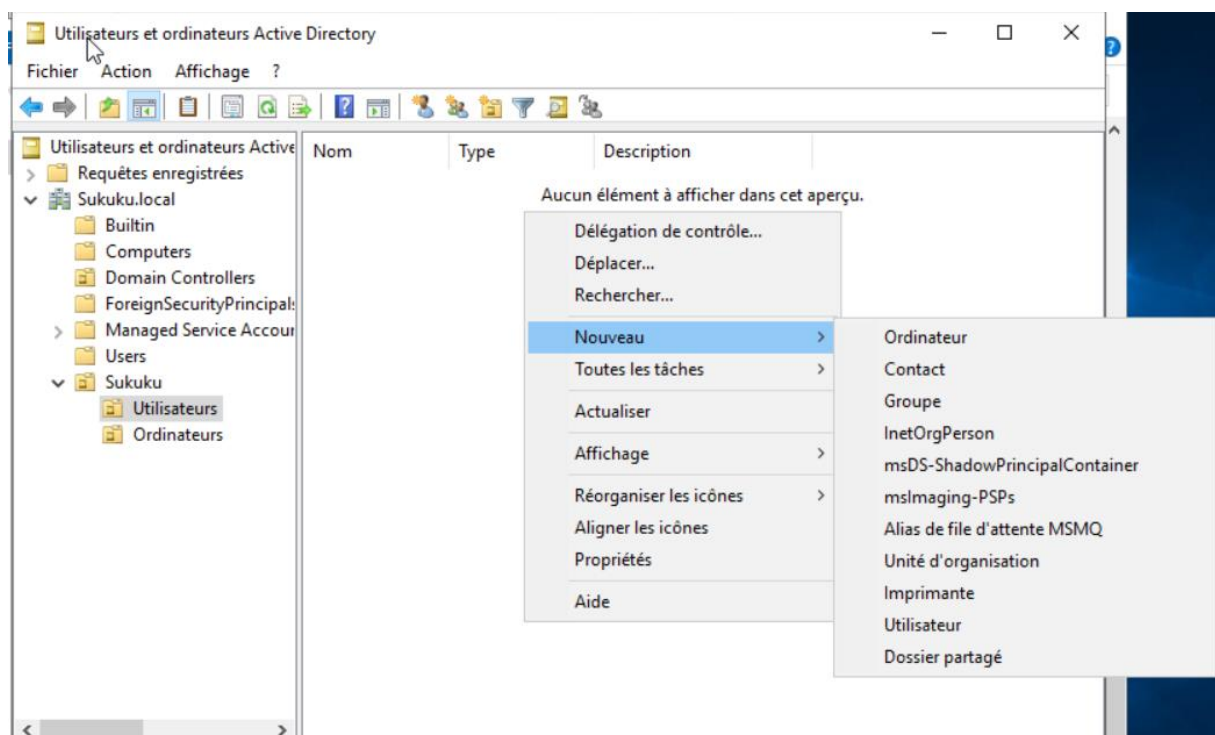 Utilisateurs et ordinateurs Active Directory
Fichier Action Affichage ?
Utilisateurs et ordinateurs Active
Nom Type Description
Requêtes enregistrées
Aucun élément à afficher dans cet aperçu.
Sukuku.local
Builtin
Computers
Domain Controllers
ForeignSecurityPrincipals
Managed Service Accour
Users
Sukuku
Utilisateurs
Ordinateurs
Délégation de contrôle...
Déplacer...
Rechercher...
Nouveau
Toutes les tâches
Actualiser
Affichage
Réorganiser les icônes
Aligner les icônes
Propriétés
Aide
Ordinateur
Contact
Groupe
InetOrgPerson
msDS-ShadowPrincipalContainer
msImaging-PSPs
Alias de file d'attente MSMQ
Unité d'organisation
Imprimante
Utilisateur
Dossier partagé